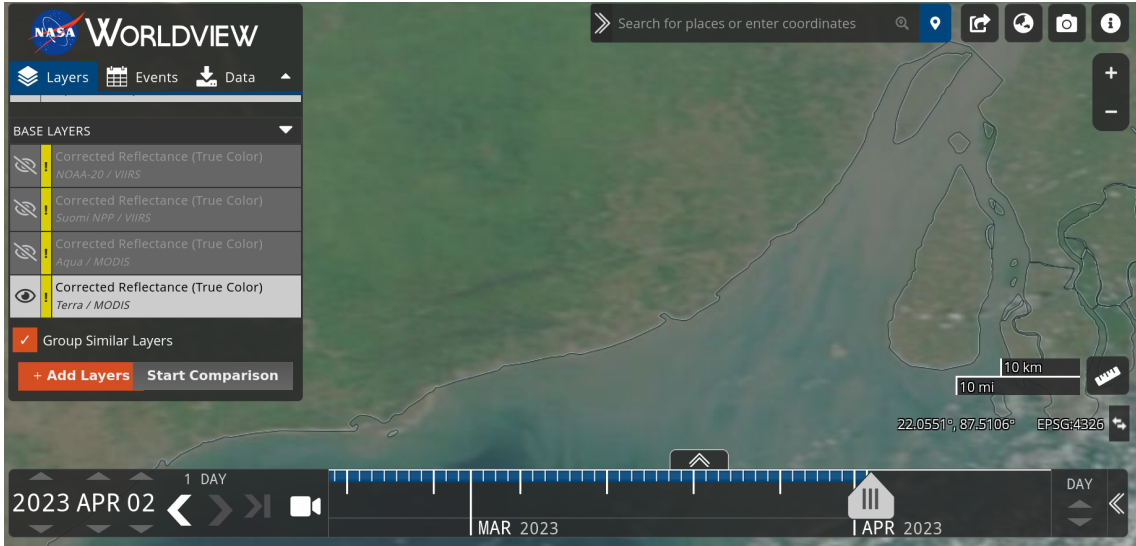 NASA WORLDVIEW
Search for places or enter coordinates
Layers Events Data
BASE LAYERS
Corrected Reflectance (True Color)
NOAA-20 / VIIRS
Corrected Reflectance (True Color)
Suomi NPP / VIIRS
Corrected Reflectance (True Color)
Aqua / MODIS
Corrected Reflectance (True Color)
Terra / MODIS
Group Similar Layers
+ Add Layers Start Comparison
10 km
10 mi
22.0551°, 87.5106° EPSG:4326
1 DAY
2023 APR 02
MAR 2023
APR 2023
DAY